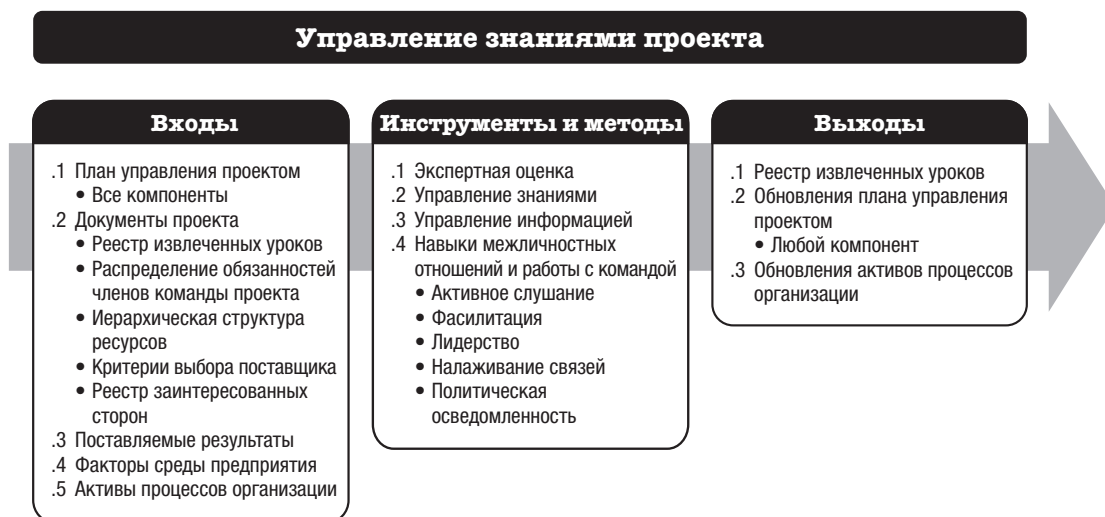 Управление знаниями проекта
Входы
.1 План управления проектом
• Все компоненты
.2 Документы проекта
• Реестр извлеченных уроков
• Распределение обязанностей
членов команды проекта
• Иерархическая структура
ресурсов
• Критерии выбора поставщика
• Реестр заинтересованных
сторон
.3 Поставляемые результаты
.4 Факторы среды предприятия
.5 Активы процессов организации
Инструменты и методы
.1 Экспертная оценка
.2 Управление знаниями
.3 Управление информацией
.4 Навыки межличностных
отношений и работы с командой
• Активное слушание
• Фасилитация
• Лидерство
• Налаживание связей
• Политическая
осведомленность
Выходы
.1 Реестр извлеченных уроков
.2 Обновления плана управления
проектом
• Любой компонент
.3 Обновления активов процессов
организации